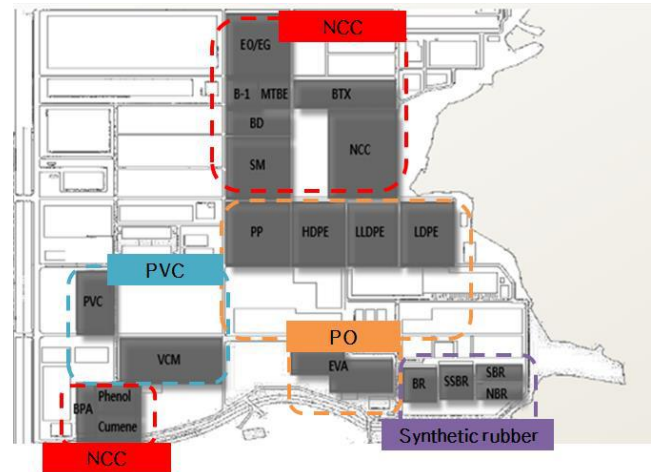 NCC
EO/EG
B-1 MTBE
BTX
BD
NCC
SM
PP
HDPE
LLDPE
LDPE
PVC
PVC
VCM
PO
EVA
BR
SSBR
SBR
NBR
Synthetic rubber
BPA
Phenol
Cumene
NCC